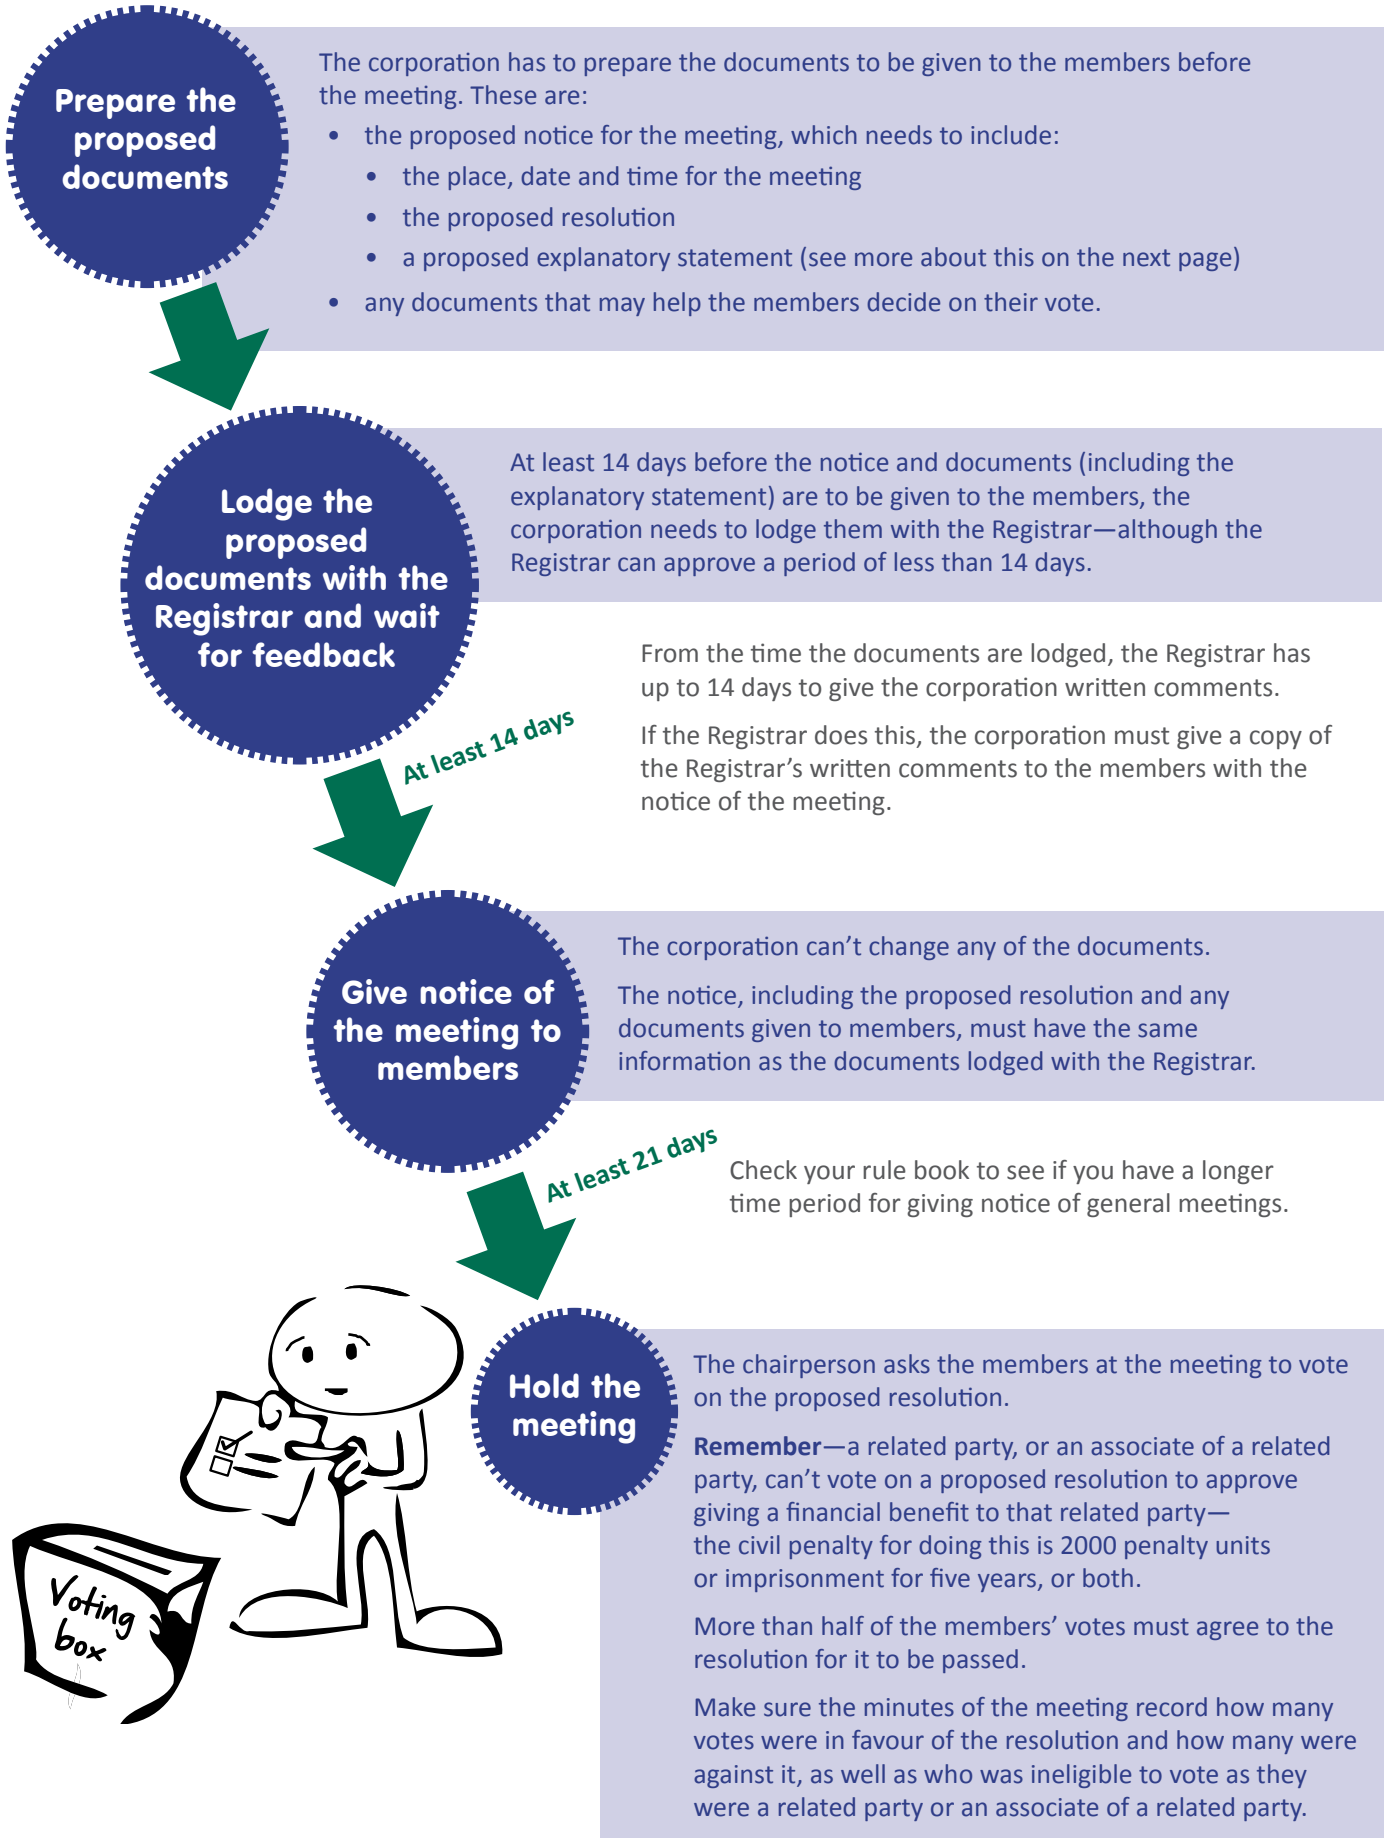 Prepare the
proposed
documents
The corporation has to prepare the documents to be given to the members before
the meeting. These are:
• the proposed notice for the meeting, which needs to include:
• the place, date and time for the meeting
• the proposed resolution
• a proposed explanatory statement (see more about this on the next page)
• any documents that may help the members decide on their vote.
Lodge the
proposed
documents with the
Registrar and wait
for feedback
At least 14 days before the notice and documents (including the
explanatory statement) are to be given to the members, the
corporation needs to lodge them with the Registrar—although the
Registrar can approve a period of less than 14 days.
At least 14 days
From the time the documents are lodged, the Registrar has
up to 14 days to give the corporation written comments.
If the Registrar does this, the corporation must give a copy of
the Registrar’s written comments to the members with the
notice of the meeting.
Give notice of
the meeting to
members
The corporation can’t change any of the documents.
The notice, including the proposed resolution and any
documents given to members, must have the same
information as the documents lodged with the Registrar.
At least 21 days
Check your rule book to see if you have a longer
time period for giving notice of general meetings.
Hold the
meeting
The chairperson asks the members at the meeting to vote
on the proposed resolution.
Remember—a related party, or an associate of a related
party, can’t vote on a proposed resolution to approve
giving a financial benefit to that related party—
the civil penalty for doing this is 2000 penalty units
or imprisonment for five years, or both.
More than half of the members’ votes must agree to the
resolution for it to be passed.
Make sure the minutes of the meeting record how many
votes were in favour of the resolution and how many were
against it, as well as who was ineligible to vote as they
were a related party or an associate of a related party.
Voting
box